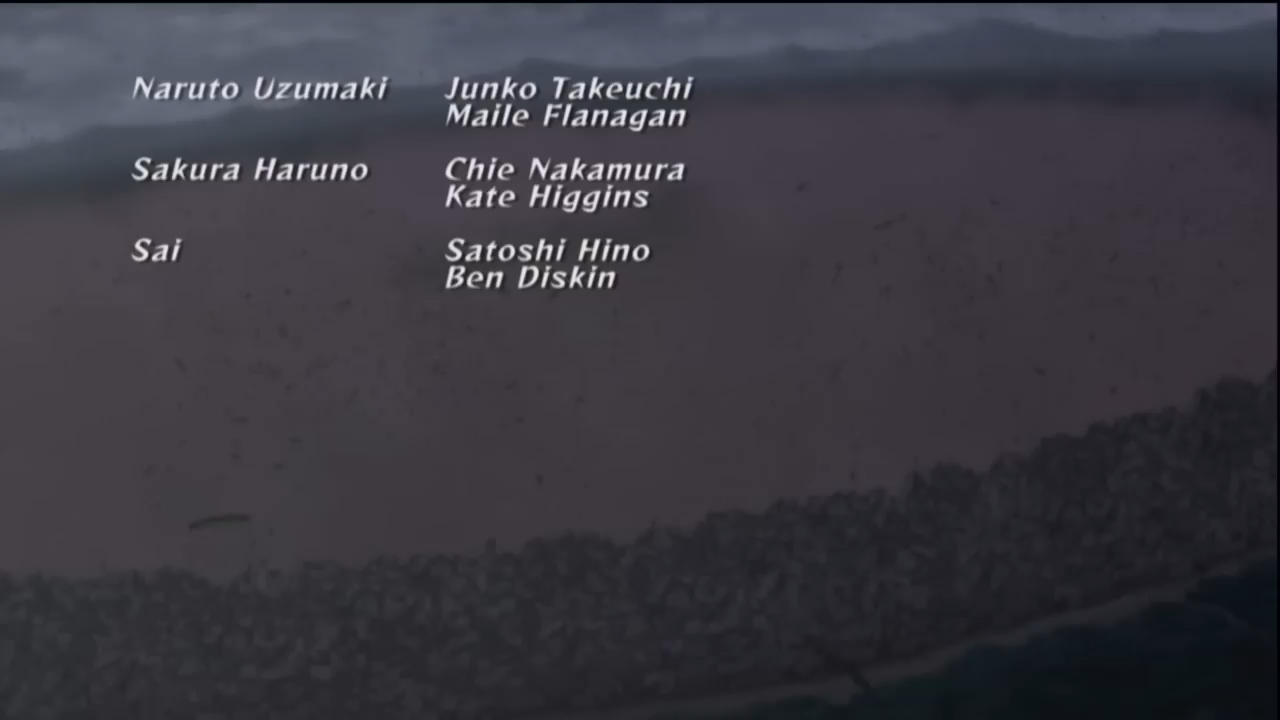 Naruto Uzumaki Junko Takeuchi
Maile Flanagan
Sakura Haruno Chie Nakamura
Kate Higgins
Sai Satoshi Hino
Ben Diskin